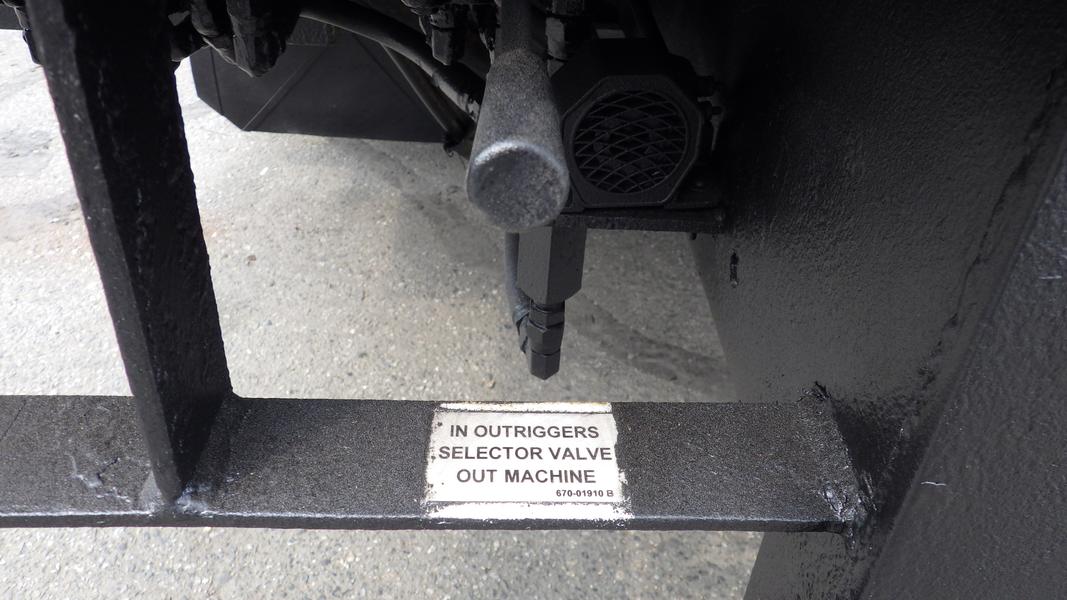 IN OUTRIGGERS
SELECTOR VALVE
OUT MACHINE
670-01910 B